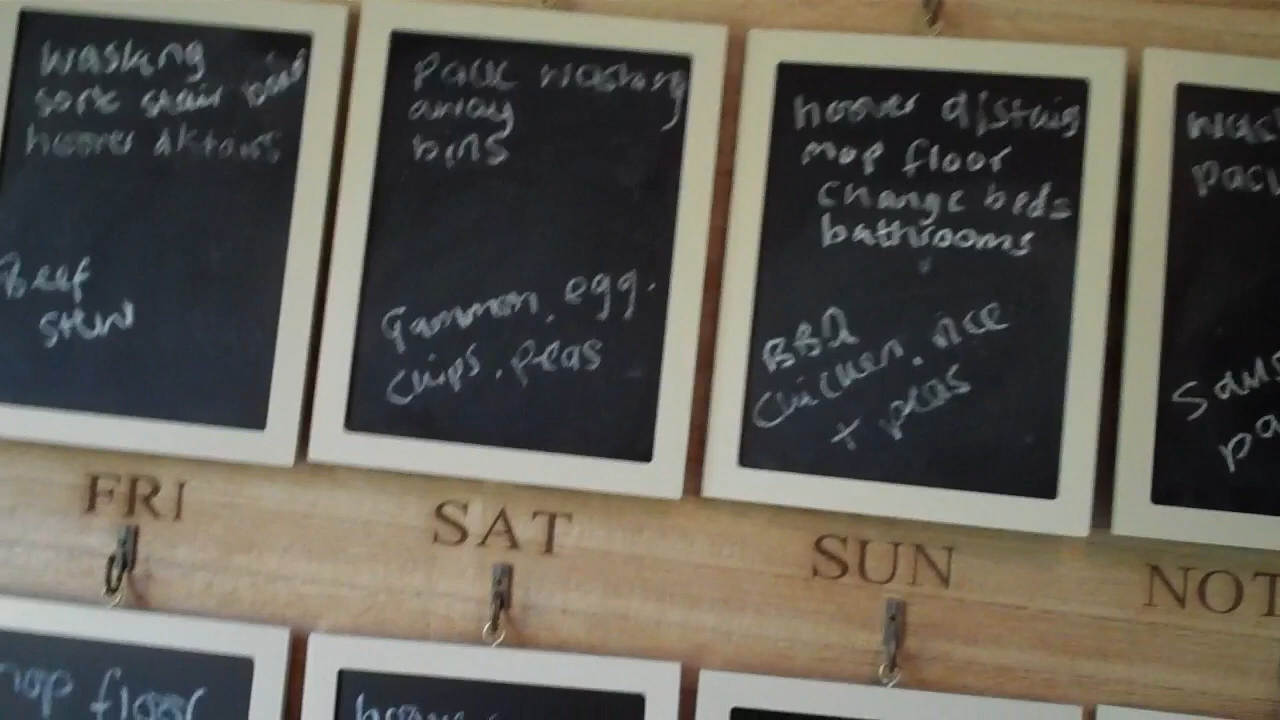 washing
sort stair
hoover d/stairs
Beef
stew
FRI
pack washing
away
bins
Gammon, egg.
chips, peas
SAT
hoover d/stairs
mop floor
change beds
bathrooms
BBQ
chicken, rice
+ peas
SUN
NOT
mop floor